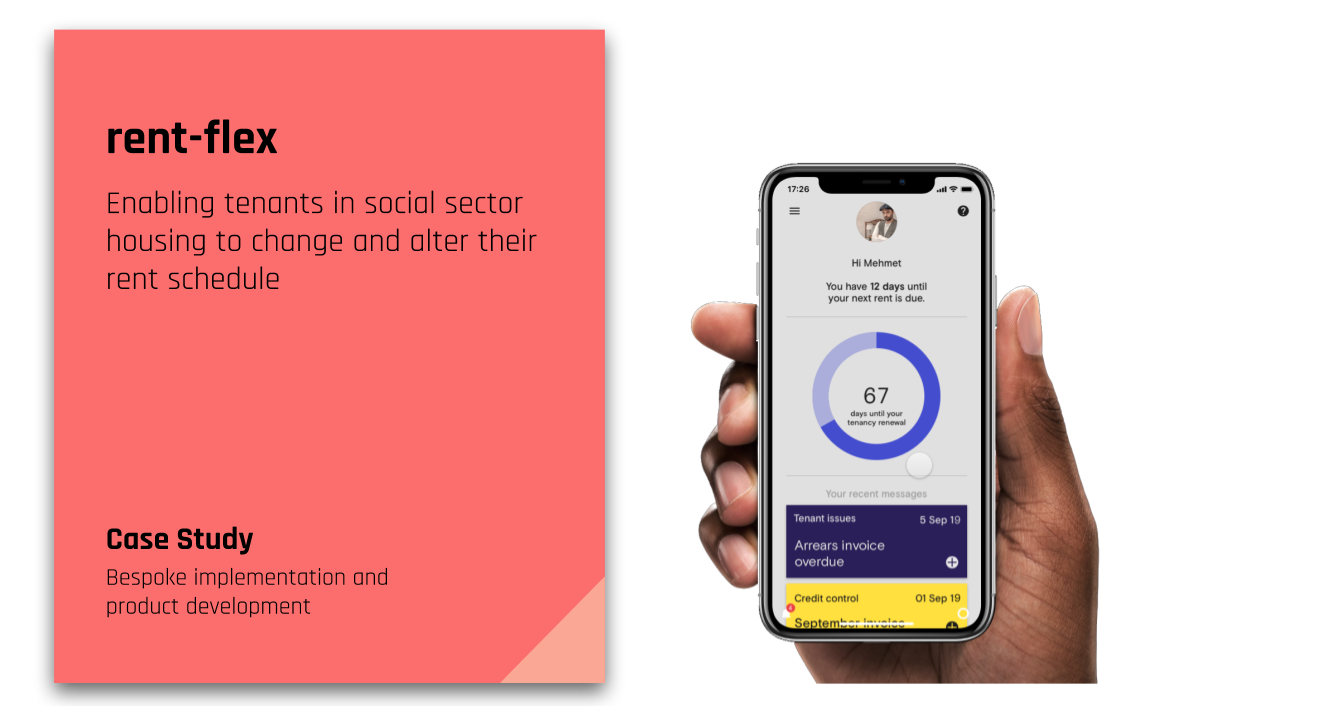 rent-flex
Enabling tenants in social sector
housing to change and alter their
rent schedule
Case Study
Bespoke implementation and
product development
17:26
Hi Mehmet
You have 12 days until
your next rent is due.
67
days until your
tenancy renewal
Your recent messages
Tenant issues
5 Sep 19
Arrears invoice
overdue
Credit control
01 Sep 19
September invoice